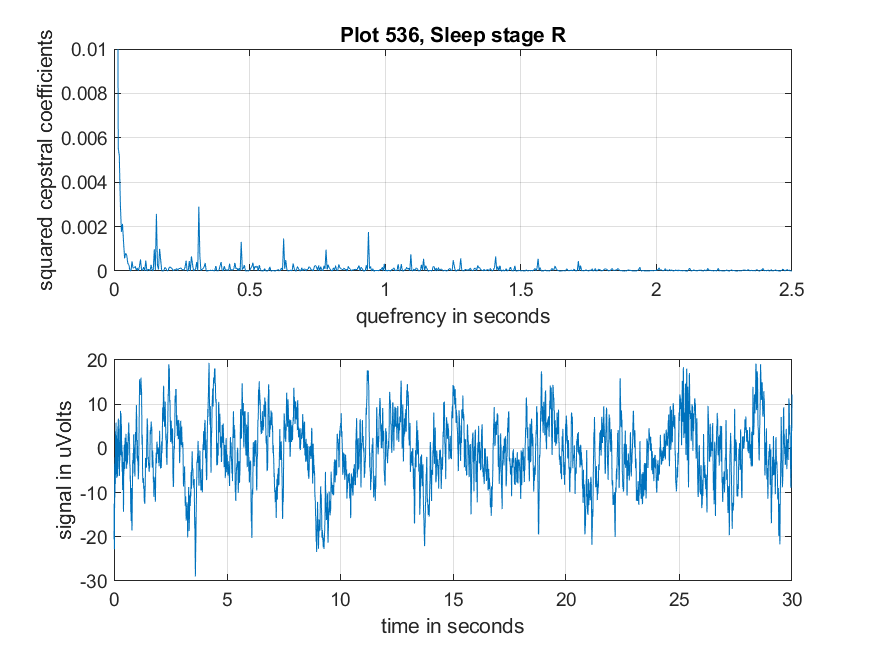 Plot 536, Sleep stage R
squared cepstral coefficients
0.01
0.008
0.006
0.004
0.002
0
0 0.5 1 1.5 2 2.5
quefrency in seconds
signal in uVolts
20
10
0
-10
-20
-30
0 5 10 15 20 25 30
time in seconds